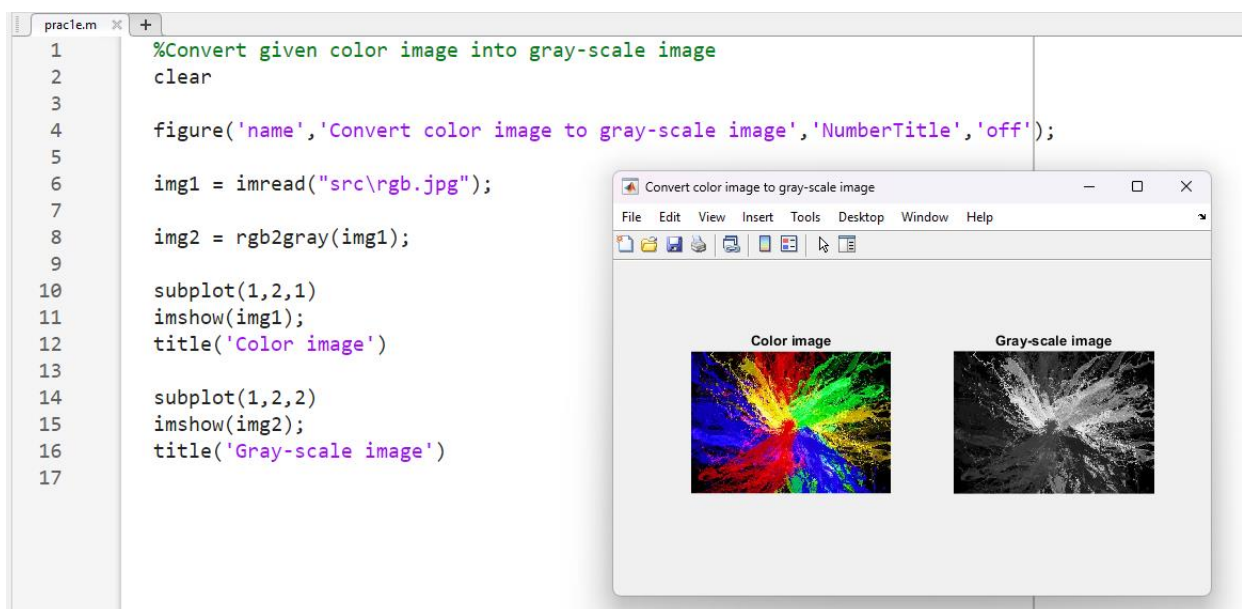 prac1e.m
1 %Convert given color image into gray-scale image
2 clear
3
4 figure('name','Convert color image to gray-scale image','NumberTitle','off');
5
6 img1 = imread("src\rgb.jpg");
7
8 img2 = rgb2gray(img1);
9
10 subplot(1,2,1)
11 imshow(img1);
12 title('Color image')
13
14 subplot(1,2,2)
15 imshow(img2);
16 title('Gray-scale image')
17
Convert color image to gray-scale image
File Edit View Insert Tools Desktop Window Help
Color image Gray-scale image